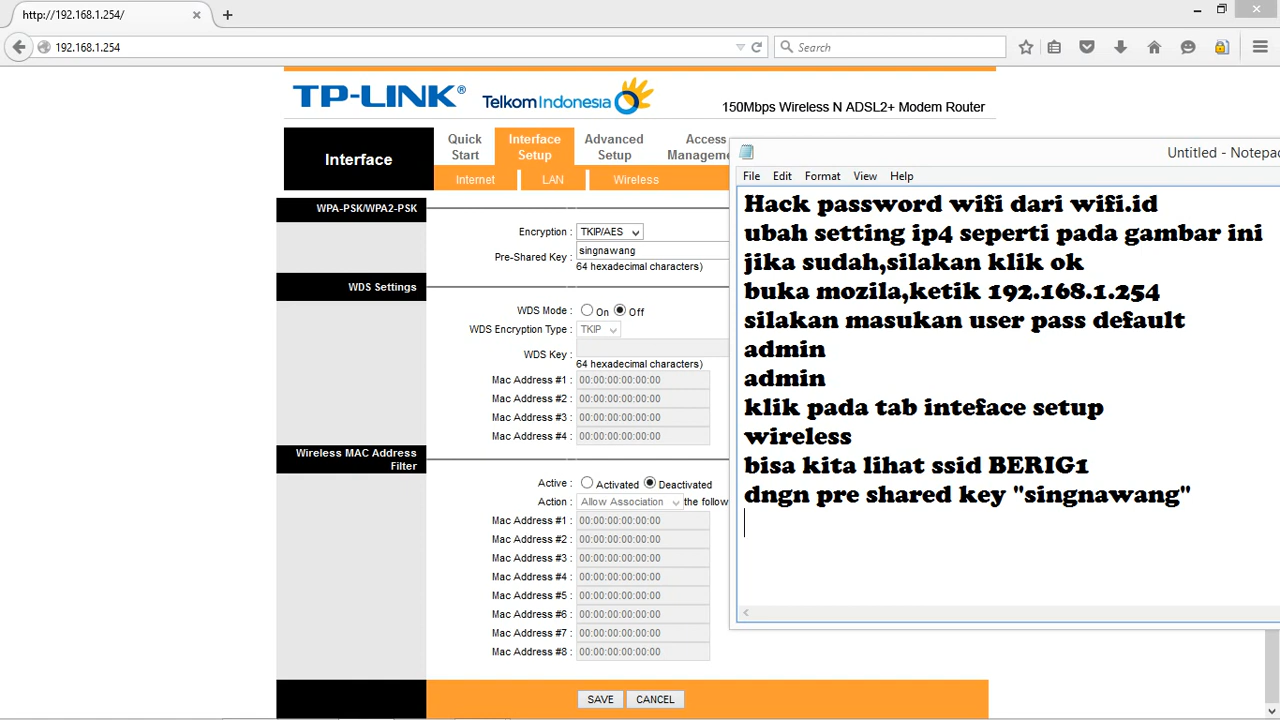 http://192.168.1.254/
192.168.1.254
Search
TP-LINK®
TelkomIndonesia
150Mbps Wireless N ADSL2+ Modem Router
Interface
Quick Start
Interface Setup
Advanced Setup
Access Manageme
Internet
LAN
Wireless
WPA-PSK/WPA2-PSK
Encryption : TKIP/AES
Pre-Shared Key : singnawang
64 hexadecimal characters)
WDS Settings
WDS Mode : On Off
WDS Encryption Type : TKIP
WDS Key :
64 hexadecimal characters)
Mac Address #1 : 00:00:00:00:00:00
Mac Address #2 : 00:00:00:00:00:00
Mac Address #3 : 00:00:00:00:00:00
Mac Address #4 : 00:00:00:00:00:00
Wireless MAC Address
Filter
Active : Activated Deactivated
Action : Allow Association the follow
Mac Address #1 : 00:00:00:00:00:00
Mac Address #2 : 00:00:00:00:00:00
Mac Address #3 : 00:00:00:00:00:00
Mac Address #4 : 00:00:00:00:00:00
Mac Address #5 : 00:00:00:00:00:00
Mac Address #6 : 00:00:00:00:00:00
Mac Address #7 : 00:00:00:00:00:00
Mac Address #8 : 00:00:00:00:00:00
SAVE CANCEL
Untitled - Notepa
File Edit Format View Help
Hack password wifi dari wifi.id
ubah setting ip4 seperti pada gambar ini
jika sudah,silakan klik ok
buka mozila,ketik 192.168.1.254
silakan masukan user pass default
admin
admin
klik pada tab inteface setup
wireless
bisa kita lihat ssid BERIG1
dngn pre shared key "singnawang"